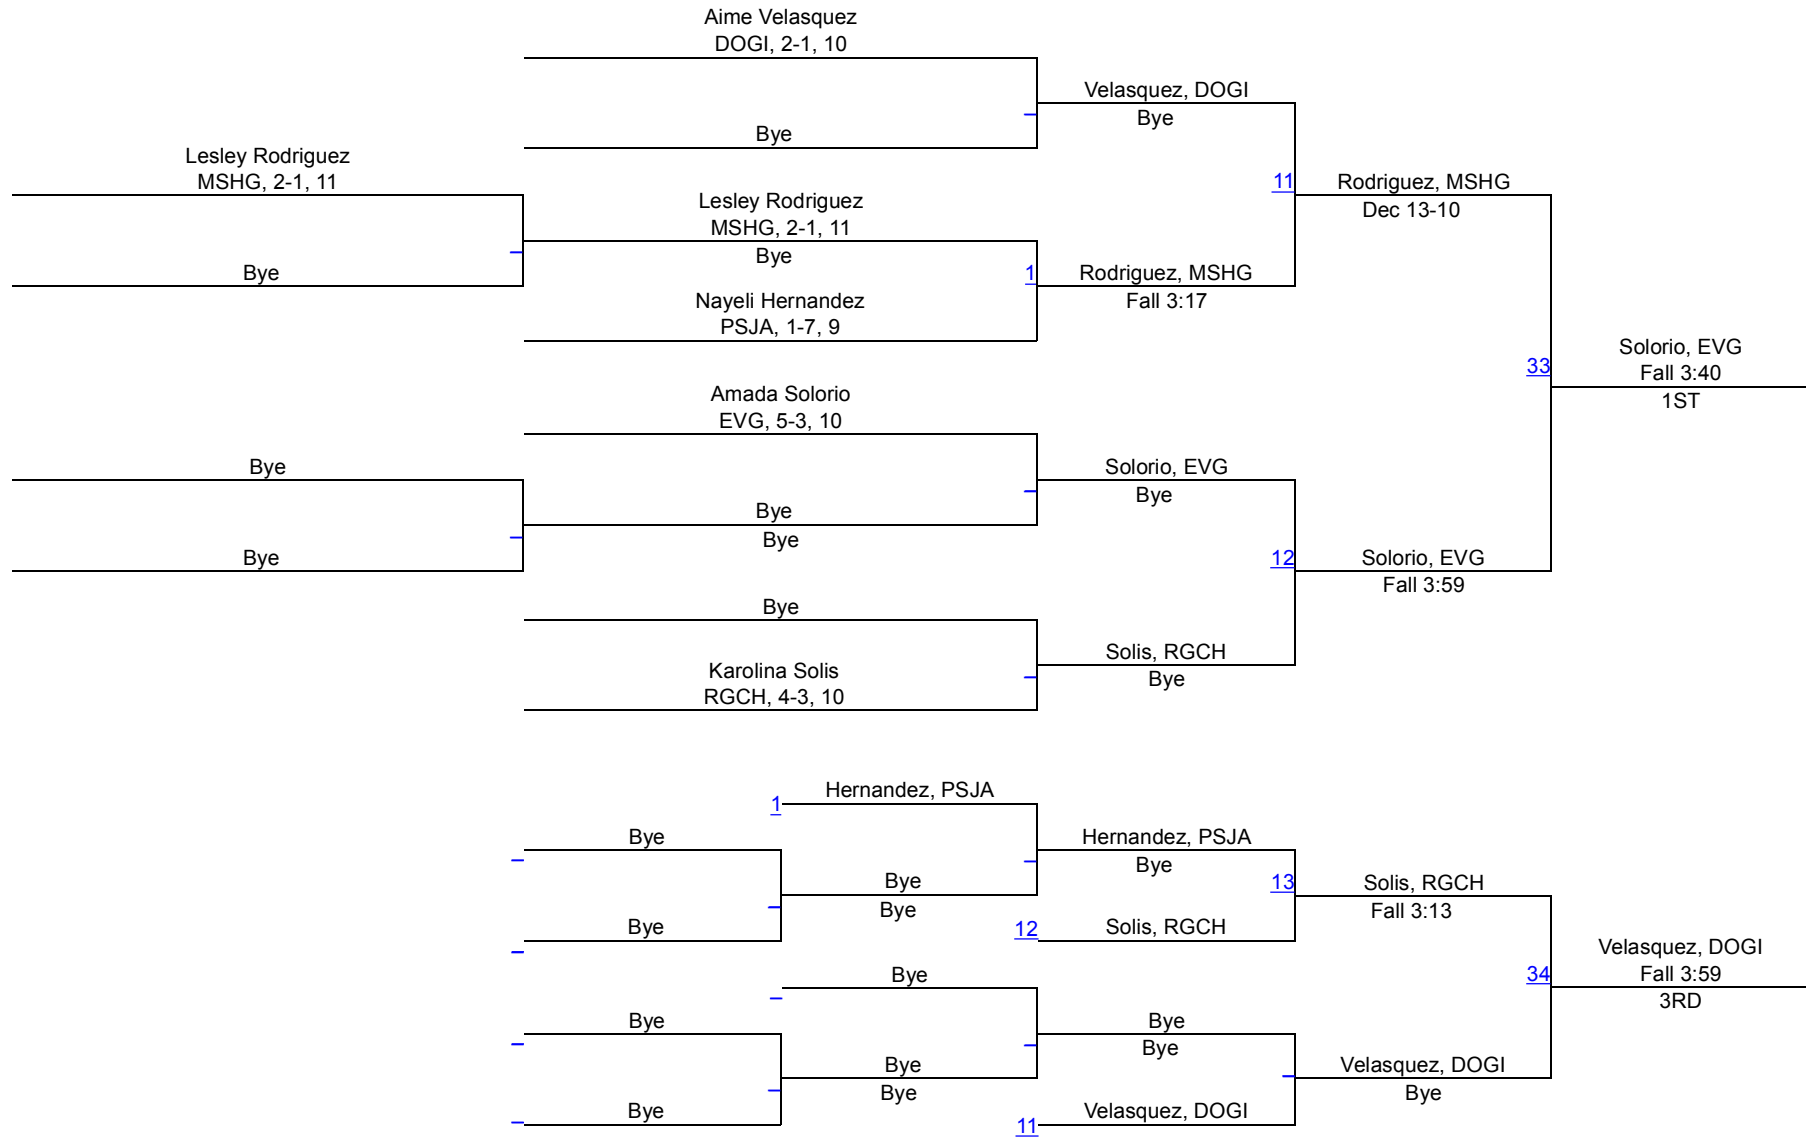 Aime Velasquez
DOGI, 2-1, 10
Velasquez, DOGI
Bye
Bye
Lesley Rodriguez
MSHG, 2-1, 11
Bye
Lesley Rodriguez
MSHG, 2-1, 11
Bye
11
Rodriguez, MSHG
Dec 13-10
1
Rodriguez, MSHG
Fall 3:17
Nayeli Hernandez
PSJA, 1-7, 9
33
Solorio, EVG
Fall 3:40
1ST
Amada Solorio
EVG, 5-3, 10
Bye
Bye
Solorio, EVG
Bye
Bye
Bye
12
Solorio, EVG
Fall 3:59
Bye
Solis, RGCH
Bye
Karolina Solis
RGCH, 4-3, 10
1
Hernandez, PSJA
Bye
Hernandez, PSJA
Bye
Bye
Bye
13
Solis, RGCH
Fall 3:13
Bye
12
Solis, RGCH
34
Velasquez, DOGI
Fall 3:59
3RD
Bye
Bye
Bye
Bye
Bye
Bye
Velasquez, DOGI
Bye
Bye
11
Velasquez, DOGI